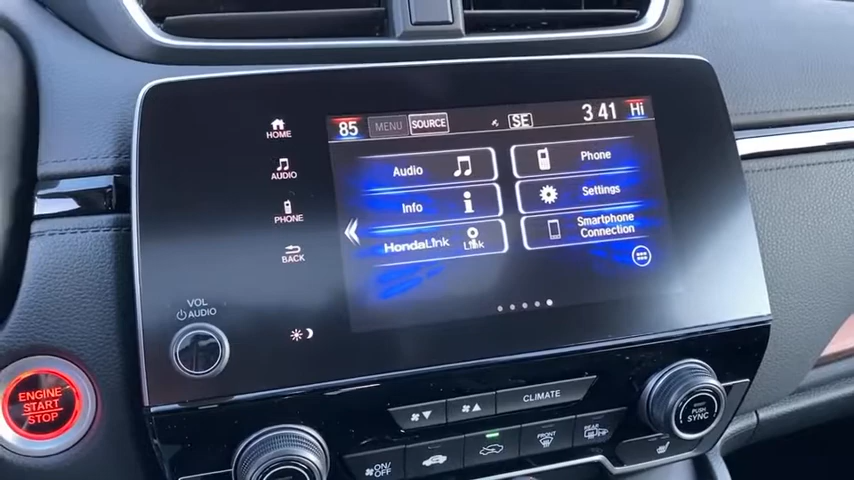 85 MENU SOURCE SE 3:41 Hi
HOME
AUDIO
PHONE
BACK
Audio
Phone
Info
Settings
HondaLink
Link
Smartphone
Connection
VOL
AUDIO
ENGINE
START
STOP
CLIMATE
PUSH
SYNC
ON/
OFF
FRONT
REAR